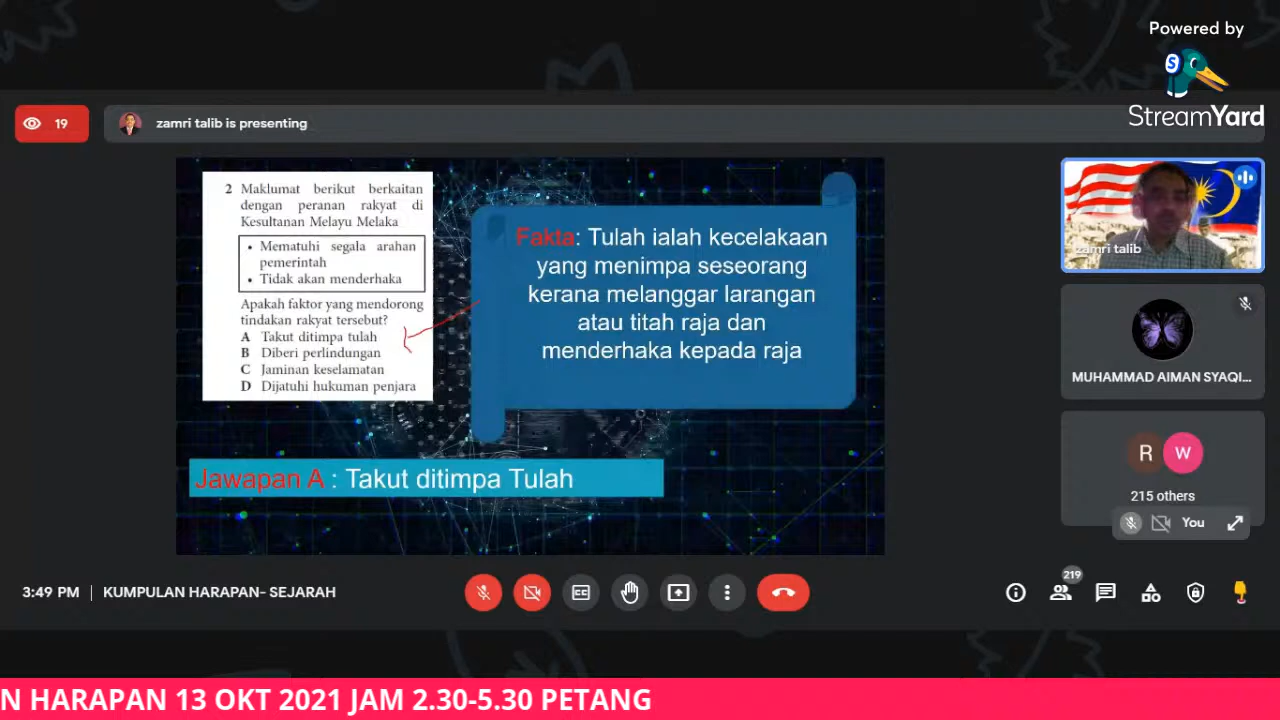 Powered by
StreamYard
19
zamri talib is presenting
2 Maklumat berikut berkaitan
dengan peranan rakyat di
Kesultanan Melayu Melaka
• Mematuhi segala arahan
pemerintah
• Tidak akan menderhaka
Apakah faktor yang mendorong
tindakan rakyat tersebut?
A Takut ditimpa tulah
B Diberi perlindungan
C Jaminan keselamatan
D Dijatuhi hukuman penjara
Fakta: Tulah ialah kecelakaan
yang menimpa seseorang
kerana melanggar larangan
atau titah raja dan
menderhaka kepada raja
Jawapan A : Takut ditimpa Tulah
zamri talib
MUHAMMAD AIMAN SYAQI...
R W
215 others
You
3:49 PM | KUMPULAN HARAPAN- SEJARAH
219
N HARAPAN 13 OKT 2021 JAM 2.30-5.30 PETANG